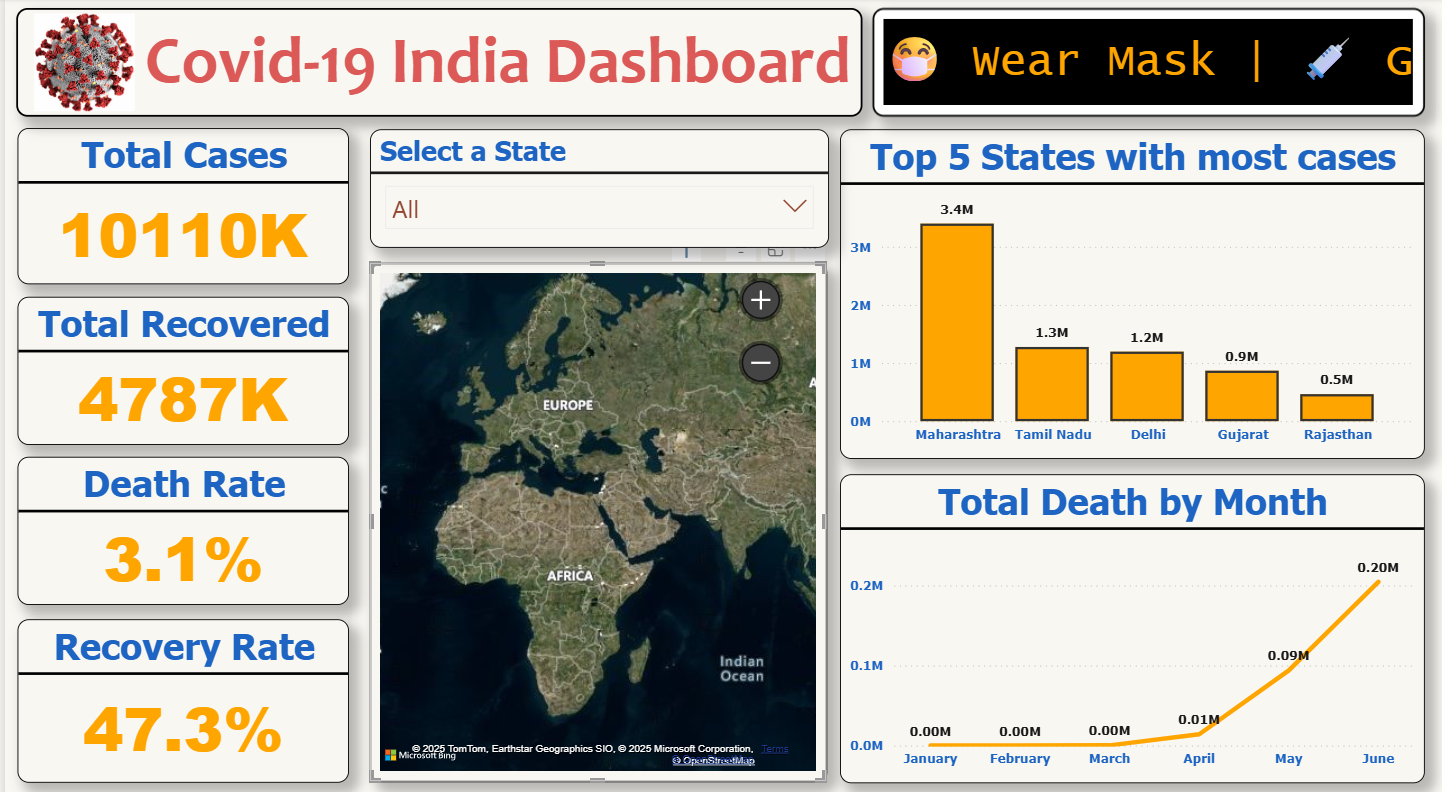 Covid-19 India Dashboard
Wear Mask | G
Total Cases
10110K
Total Recovered
4787K
Death Rate
3.1%
Recovery Rate
47.3%
Select a State
All
EUROPE
AFRICA
Indian
Ocean
Microsoft Bing
© 2025 TomTom, Earthstar Geographics SIO, © 2025 Microsoft Corporation, Terms
© OpenStreetMap
Top 5 States with most cases
3M
2M
1M
0M
3.4M
1.3M
1.2M
0.9M
0.5M
Maharashtra
Tamil Nadu
Delhi
Gujarat
Rajasthan
Total Death by Month
0.2M
0.1M
0.0M
0.00M
0.00M
0.00M
0.01M
0.09M
0.20M
January
February
March
April
May
June